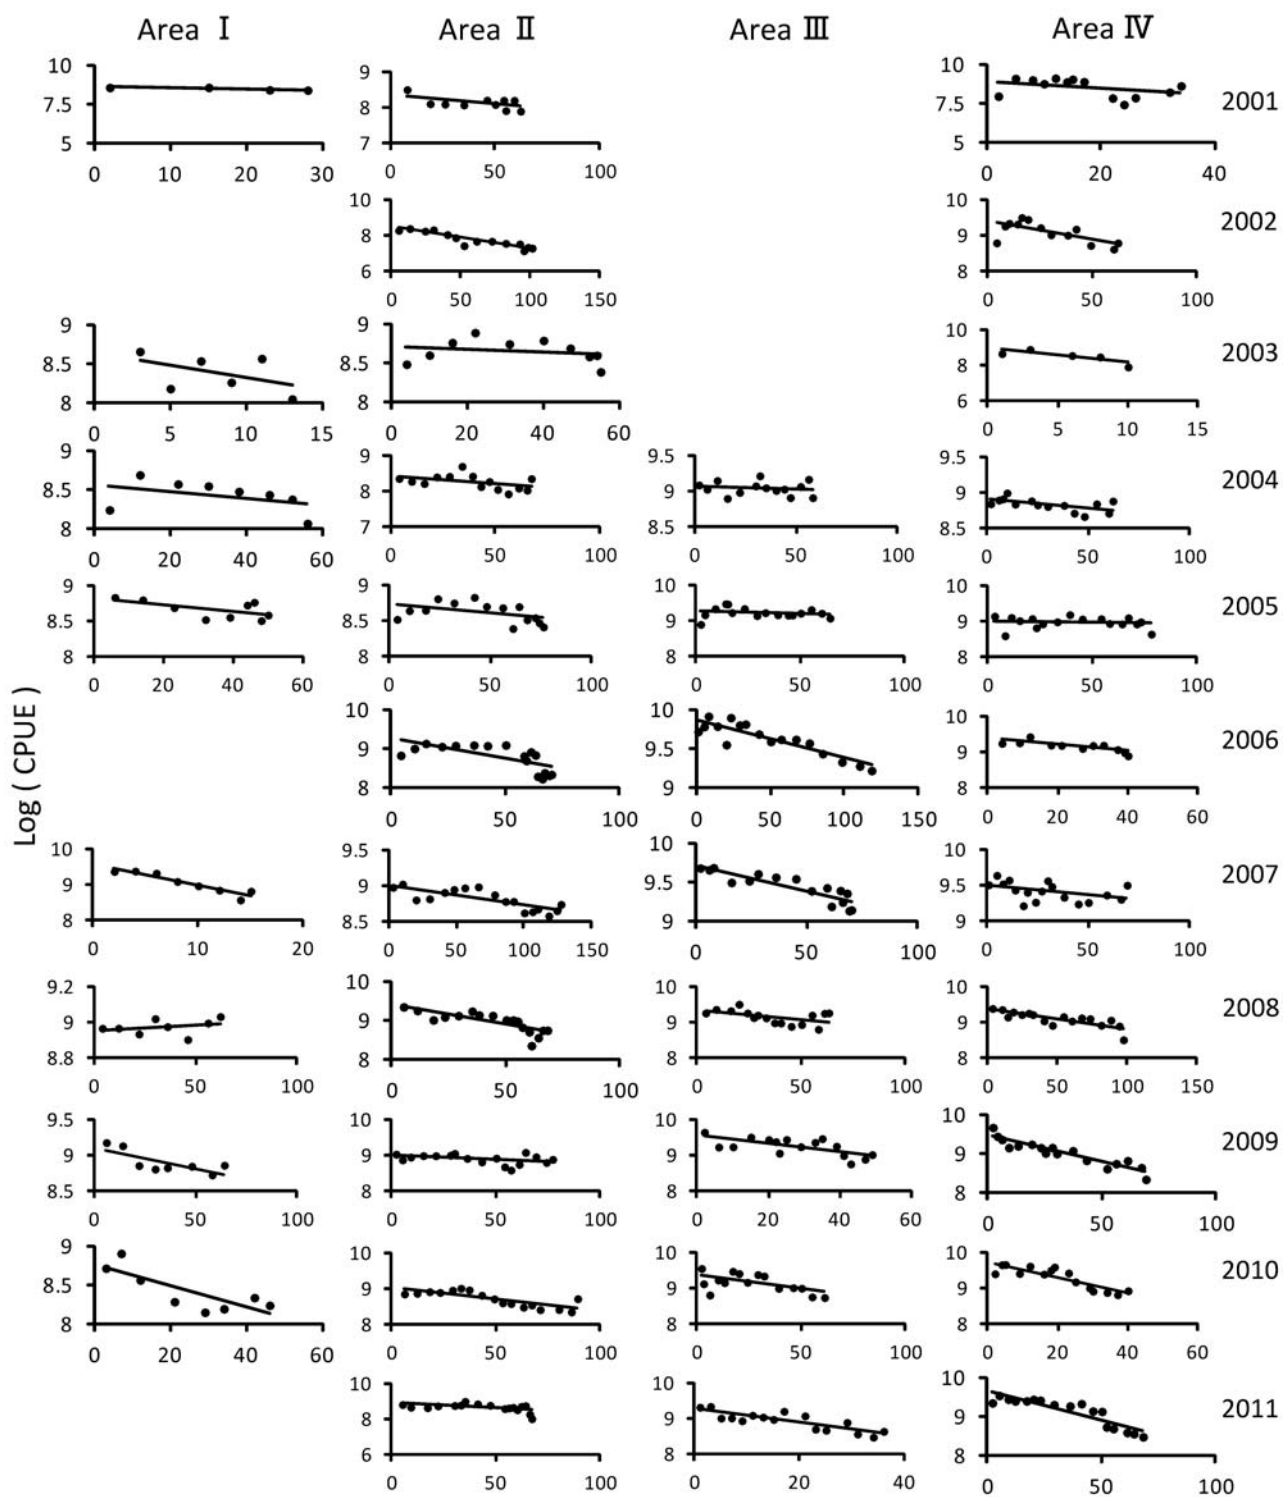 Area Ⅰ Area Ⅱ Area Ⅲ Area Ⅳ
Log ( CPUE )
10 9 10
7.5 8 7.5 2001
5 7 5
0 10 20 30 0 50 100 0 20 40
10 10
8 9 2002
6 8
0 50 100 150 0 50 100
9 9 10
8.5 8.5 8 2003
8 8 6
0 5 10 15 0 20 40 60 0 5 10 15
9 9 9.5 9.5
8.5 8 9 9 2004
8 7 8.5 8.5
0 20 40 60 0 50 100 0 50 100 0 50 100
9 9 10 10
8.5 8.5 9 9 2005
8 8 8 8
0 20 40 60 0 50 100 0 50 100 0 50 100
10 10 10
9 9.5 9 2006
8 9 8
0 50 100 0 50 100 150 0 20 40 60
10 9.5 10 10
9 9 9.5 9.5 2007
8 8.5 9 9
0 10 20 0 50 100 150 0 50 100 0 50 100
9.2 10 10 10
9 9 9 9 2008
8.8 8 8 8
0 50 100 0 50 100 0 50 100 0 50 100 150
9.5 10 10 10
9 9 9 9 2009
8.5 8 8 8
0 50 100 0 50 100 0 20 40 60 0 50 100
9 10 10 10
8.5 9 9 9 2010
8 8 8 8
0 20 40 60 0 50 100 0 50 100 0 20 40 60
10 10 10
8 9 9 2011
6 8 8
0 50 100 0 20 40 0 50 100